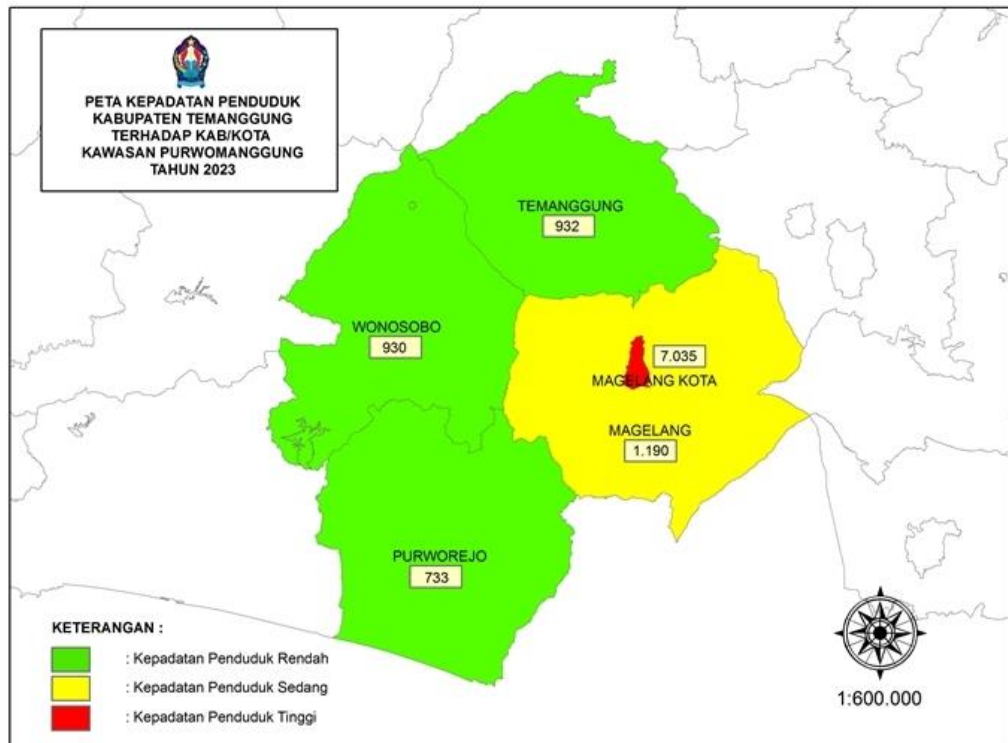 PETA KEPADATAN PENDUDUK
KABUPATEN TEMANGGUNG
TERHADAP KAB/KOTA
KAWASAN PURWOMANGGUNG
TAHUN 2023
TEMANGGUNG
932
WONOSOBO
930
7.035
MAGELANG KOTA
MAGELANG
1.190
PURWOREJO
733
KETERANGAN :
: Kepadatan Penduduk Rendah
: Kepadatan Penduduk Sedang
: Kepadatan Penduduk Tinggi
1:600.000